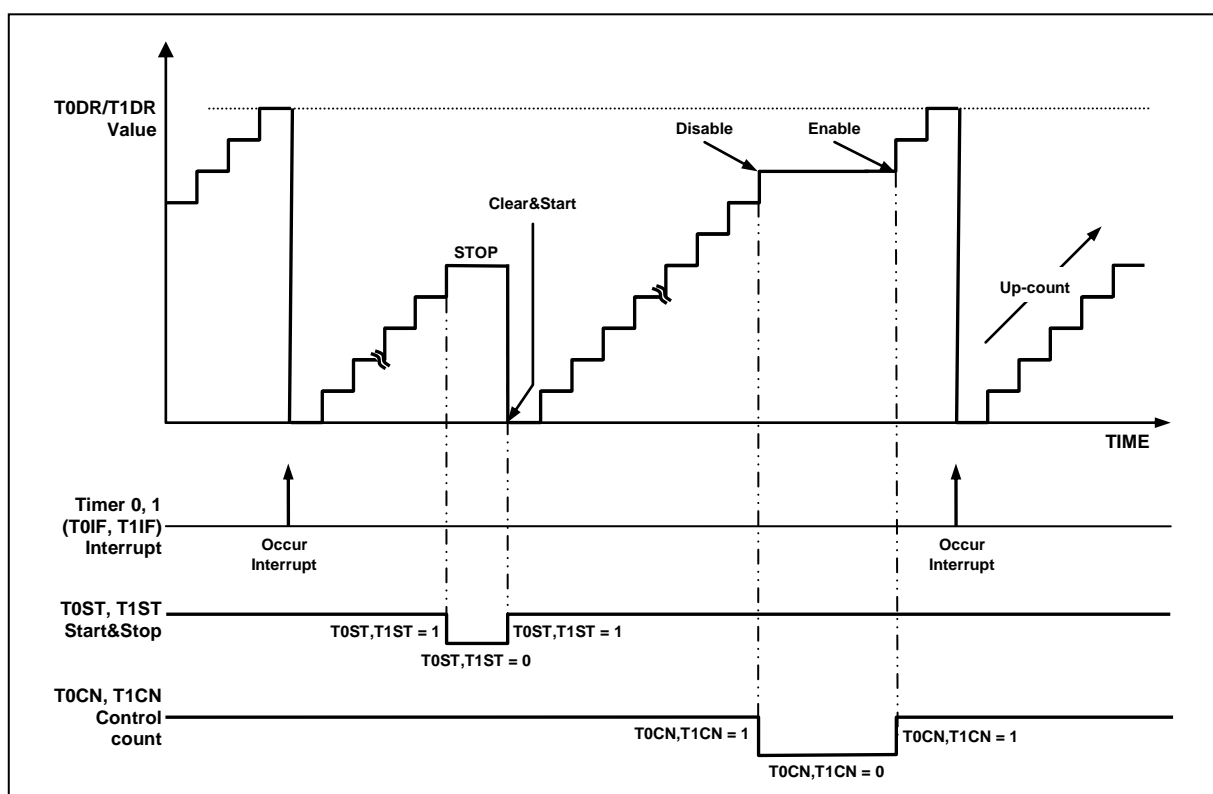 T0DR/T1DR
Value
Disable
Enable
Clear&Start
STOP
Up-count
TIME
Timer 0, 1
(T0IF, T1IF)
Interrupt
Occur
Interrupt
Occur
Interrupt
T0ST, T1ST
Start&Stop
T0ST,T1ST = 1
T0ST,T1ST = 1
T0ST,T1ST = 0
T0CN, T1CN
Control
count
T0CN,T1CN = 1
T0CN,T1CN = 1
T0CN,T1CN = 0